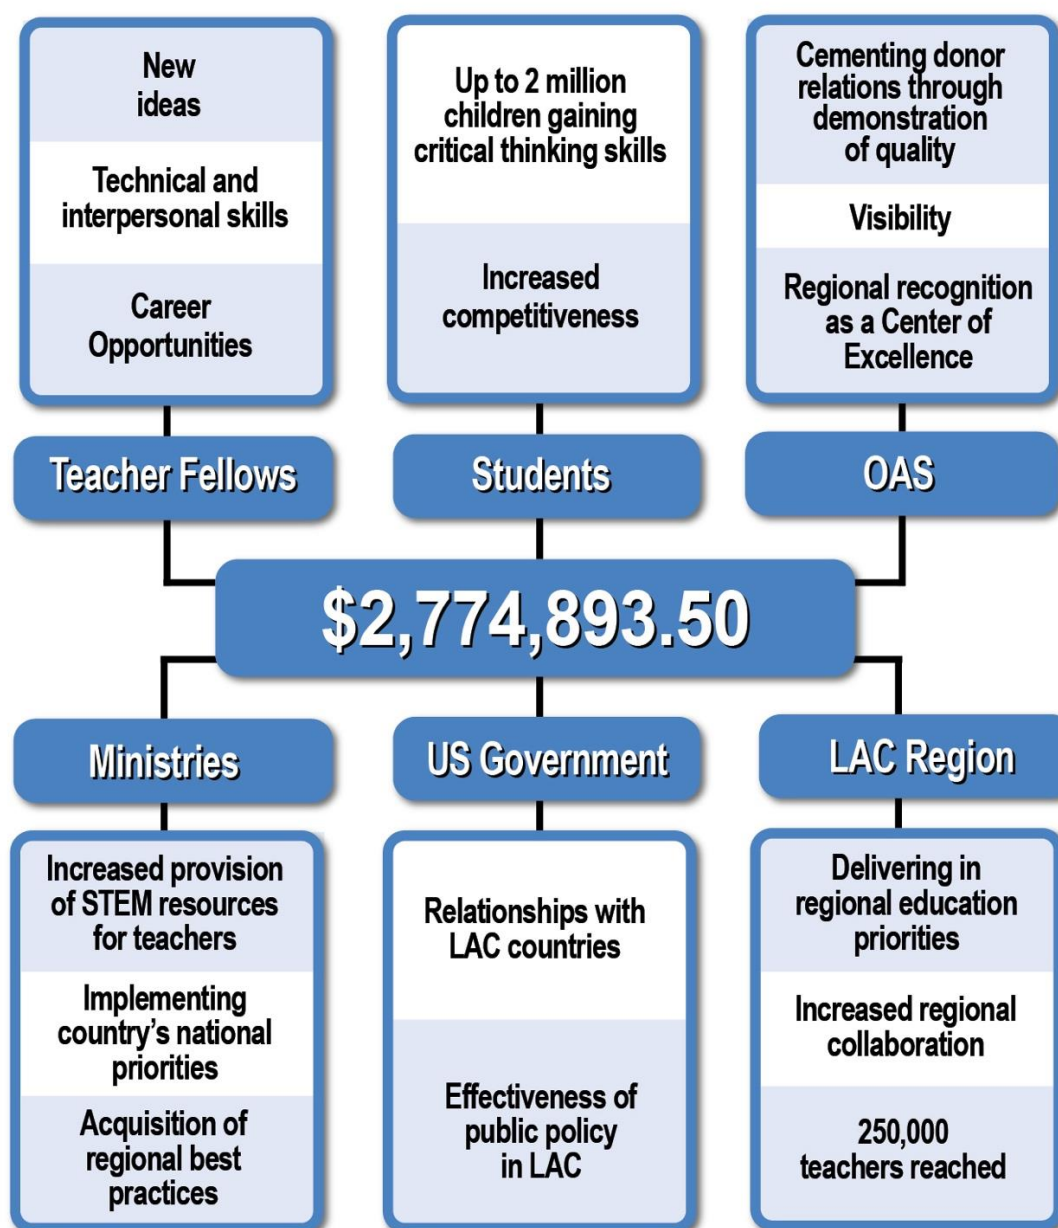 New
ideas
Technical and
interpersonal skills
Career
Opportunities
Teacher Fellows
Up to 2 million
children gaining
critical thinking skills
Increased
competitiveness
Students
Cementing donor
relations through
demonstration
of quality
Visibility
Regional recognition
as a Center of
Excellence
OAS
$2,774,893.50
Ministries
Increased provision
of STEM resources
for teachers
Implementing
country’s national
priorities
Acquisition of
regional best
practices
US Government
Relationships with
LAC countries
Effectiveness of
public policy
in LAC
LAC Region
Delivering in
regional education
priorities
Increased regional
collaboration
250,000
teachers reached